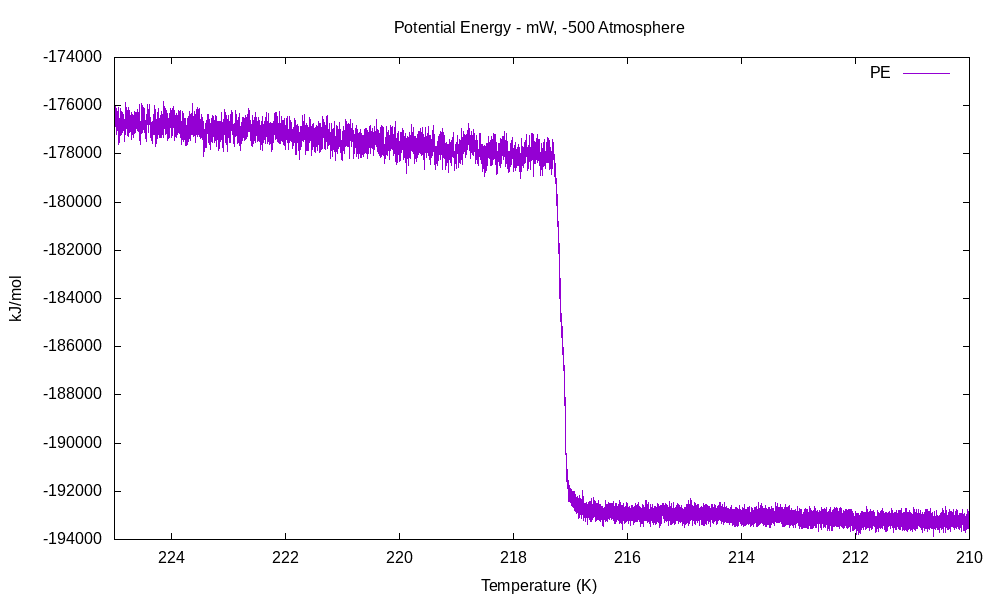 Potential Energy - mW, -500 Atmosphere
PE
-174000
-176000
-178000
-180000
-182000
-184000
-186000
-188000
-190000
-192000
-194000
kJ/mol
224 222 220 218 216 214 212 210
Temperature (K)